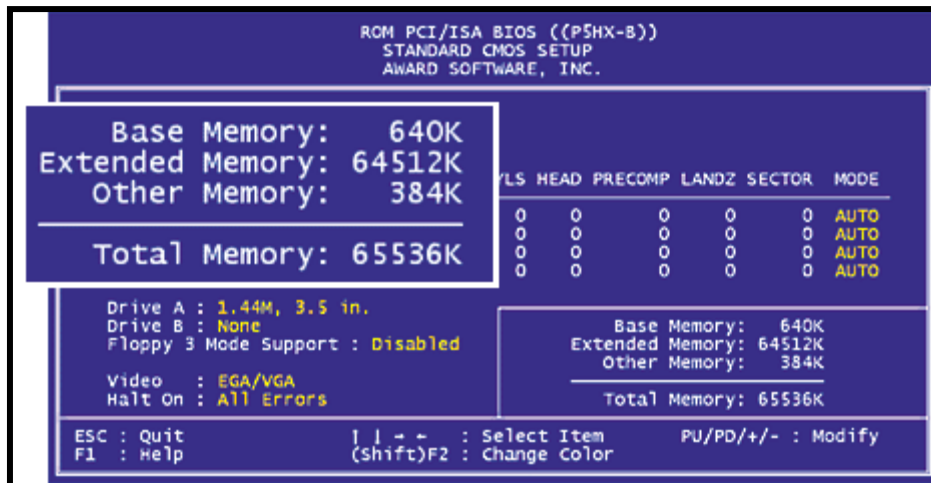 ROM PCI/ISA BIOS ((P5HX-B))
STANDARD CMOS SETUP
AWARD SOFTWARE, INC.
Base Memory: 640K
Extended Memory: 64512K
Other Memory: 384K
Total Memory: 65536K
HEAD PRECOMP LANDZ SECTOR MODE
0 0 0 0 0 AUTO
0 0 0 0 0 AUTO
0 0 0 0 0 AUTO
0 0 0 0 0 AUTO
Drive A : 1.44M, 3.5 in.
Drive B : None
Floppy 3 Mode Support : Disabled
Video : EGA/VGA
Halt On : All Errors
Base Memory: 640K
Extended Memory: 64512K
Other Memory: 384K
Total Memory: 65536K
ESC : Quit
F1 : Help
↑ ↓ → ← : Select Item
(Shift)F2 : Change Color
PU/PD/+/- : Modify